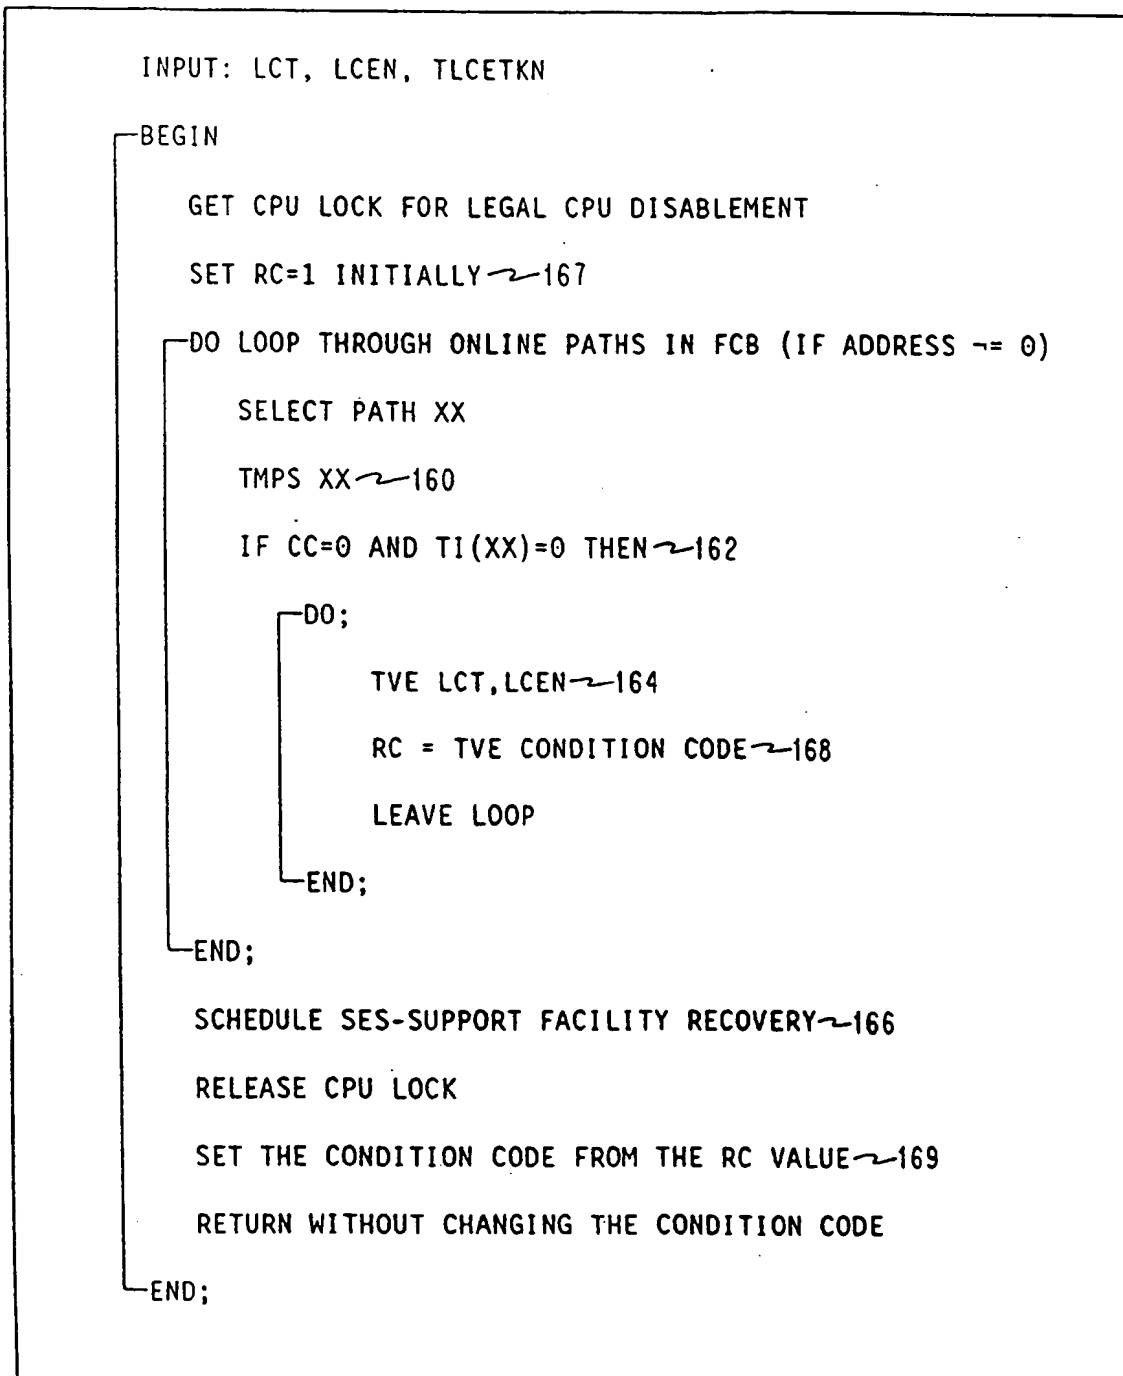 INPUT: LCT, LCEN, TLCETKN
BEGIN
GET CPU LOCK FOR LEGAL CPU DISABLEMENT
SET RC=1 INITIALLY 167
DO LOOP THROUGH ONLINE PATHS IN FCB (IF ADDRESS ¬= 0)
SELECT PATH XX
TMPS XX 160
IF CC=0 AND TI(XX)=0 THEN 162
DO;
TVE LCT,LCEN 164
RC = TVE CONDITION CODE 168
LEAVE LOOP
END;
END;
SCHEDULE SES-SUPPORT FACILITY RECOVERY 166
RELEASE CPU LOCK
SET THE CONDITION CODE FROM THE RC VALUE 169
RETURN WITHOUT CHANGING THE CONDITION CODE
END;